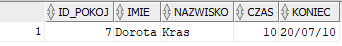 ID_POKOJ IMIE NAZWISKO CZAS KONIEC
1 7 Dorota Kras 10 20/07/10